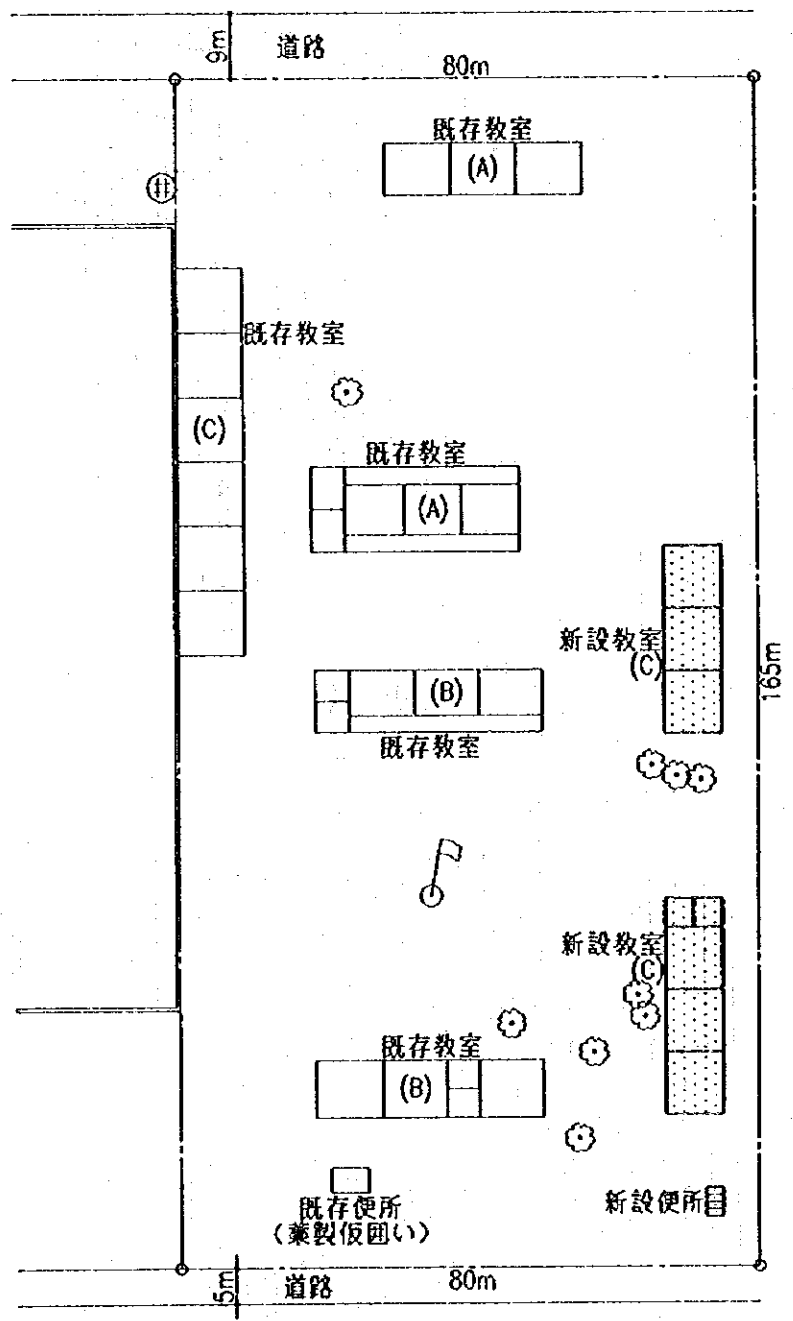 9m
道路
80m
既存教室
(A)
既存教室
(C)
既存教室
(A)
新設教室
(C)
165m
(B)
既存教室
新設教室
(C)
既存教室
(B)
既存便所
(藁製仮囲い)
新設便所
5m
道路
80m